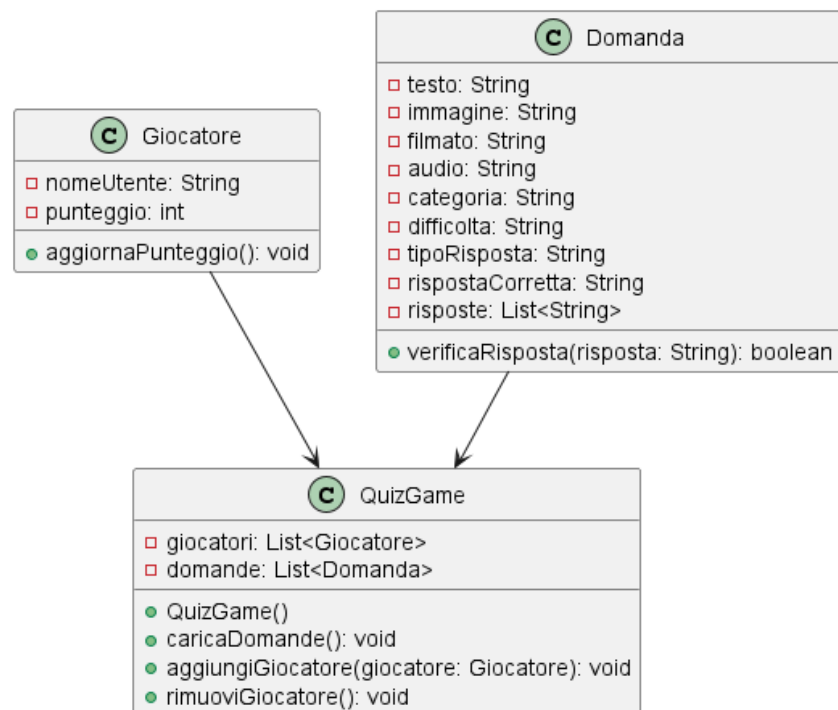 C Giocatore
nomeUtente: String
punteggio: int
aggiornaPunteggio(): void
C Domanda
testo: String
immagine: String
filmato: String
audio: String
categoria: String
difficolta: String
tipoRisposta: String
rispostaCorretta: String
risposte: List<String>
verificaRisposta(risposta: String): boolean
C QuizGame
giocatori: List<Giocatore>
domande: List<Domanda>
QuizGame()
caricaDomande(): void
aggiungiGiocatore(giocatore: Giocatore): void
rimuoviGiocatore(): void